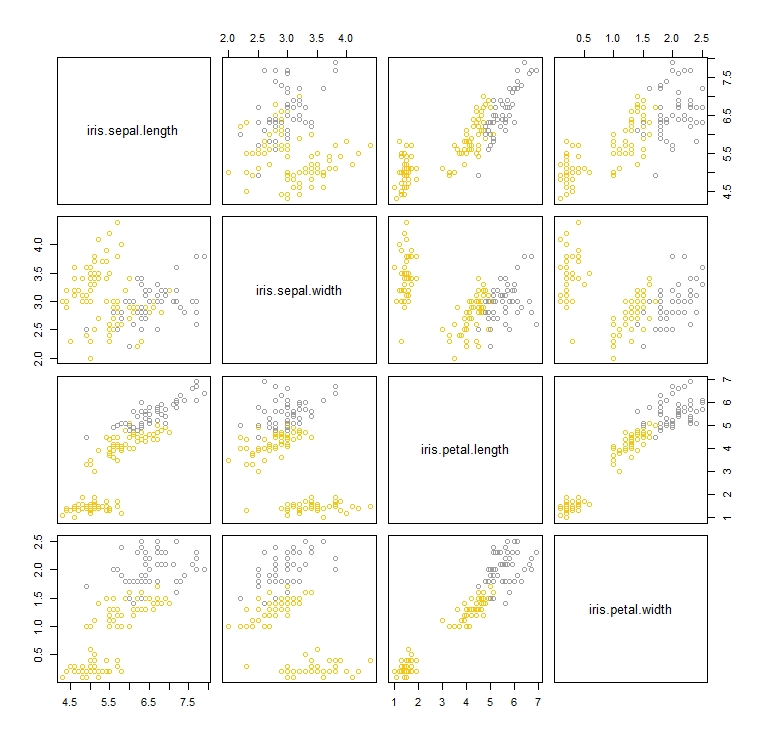 2.0 2.5 3.0 3.5 4.0
0.5 1.0 1.5 2.0 2.5
iris.sepal.length
4.5 5.5 6.5 7.5
2.0 2.5 3.0 3.5 4.0
iris.sepal.width
iris.petal.length
1 2 3 4 5 6 7
0.5 1.0 1.5 2.0 2.5
iris.petal.width
4.5 5.5 6.5 7.5
1 2 3 4 5 6 7